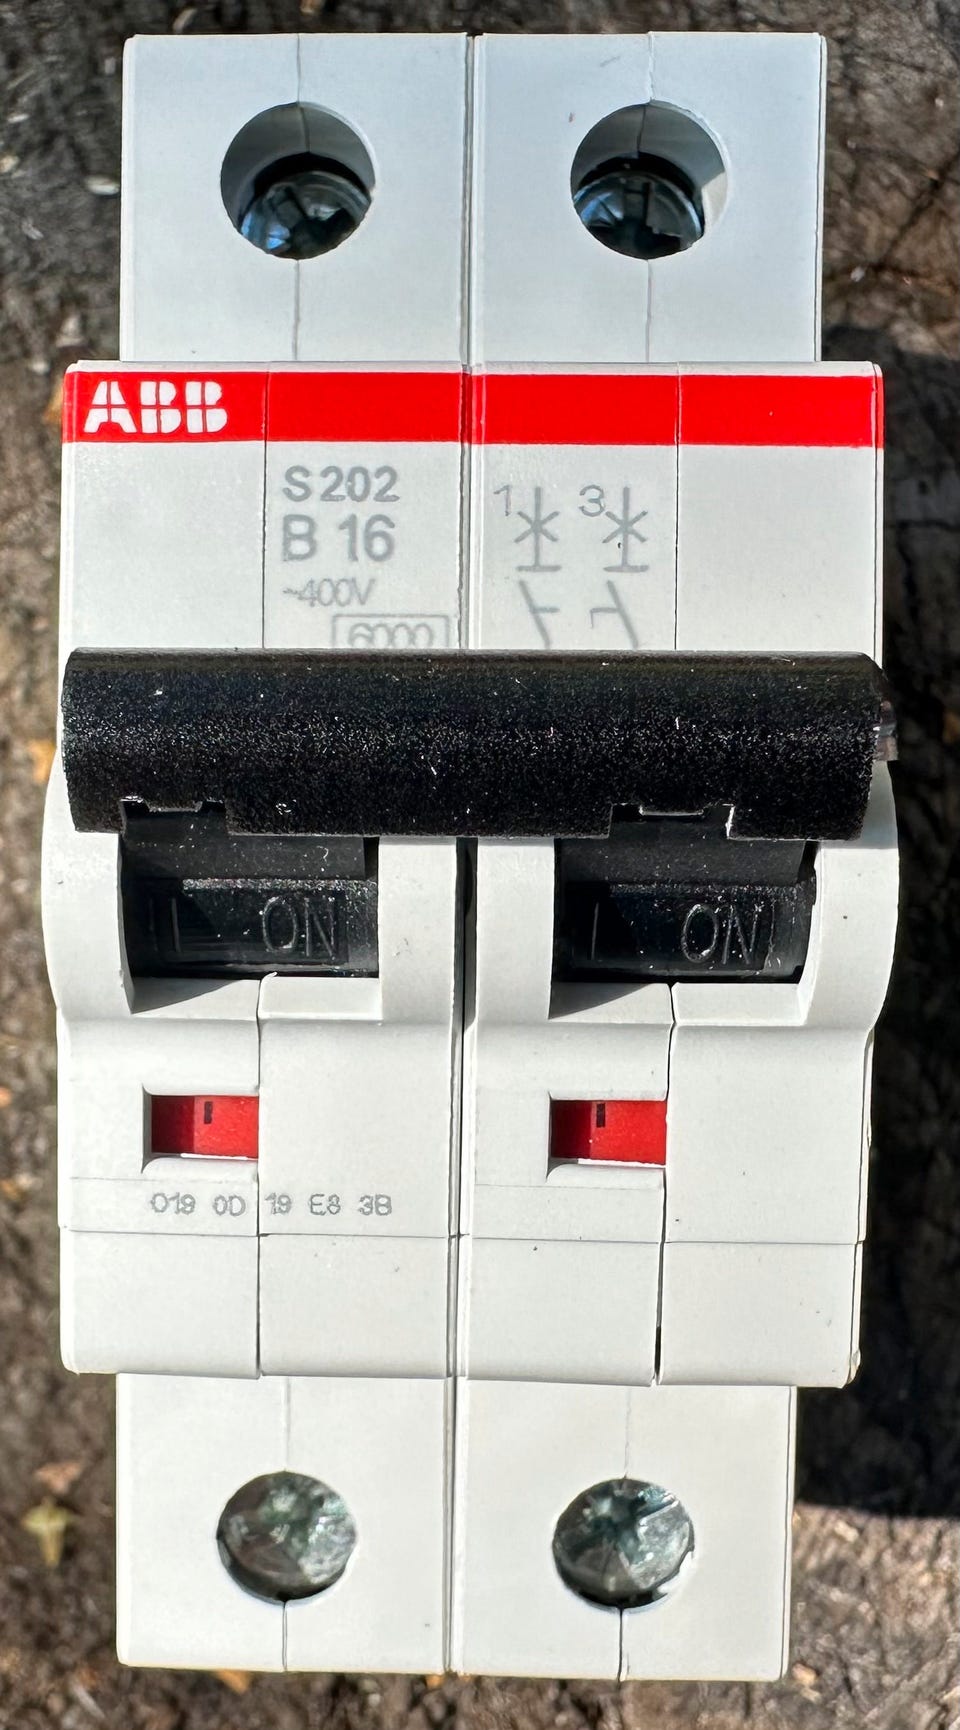 ABB
S202
B 16
~400V
6000
1 3
I ON
I ON
I
I
019 0D 19 E8 3B